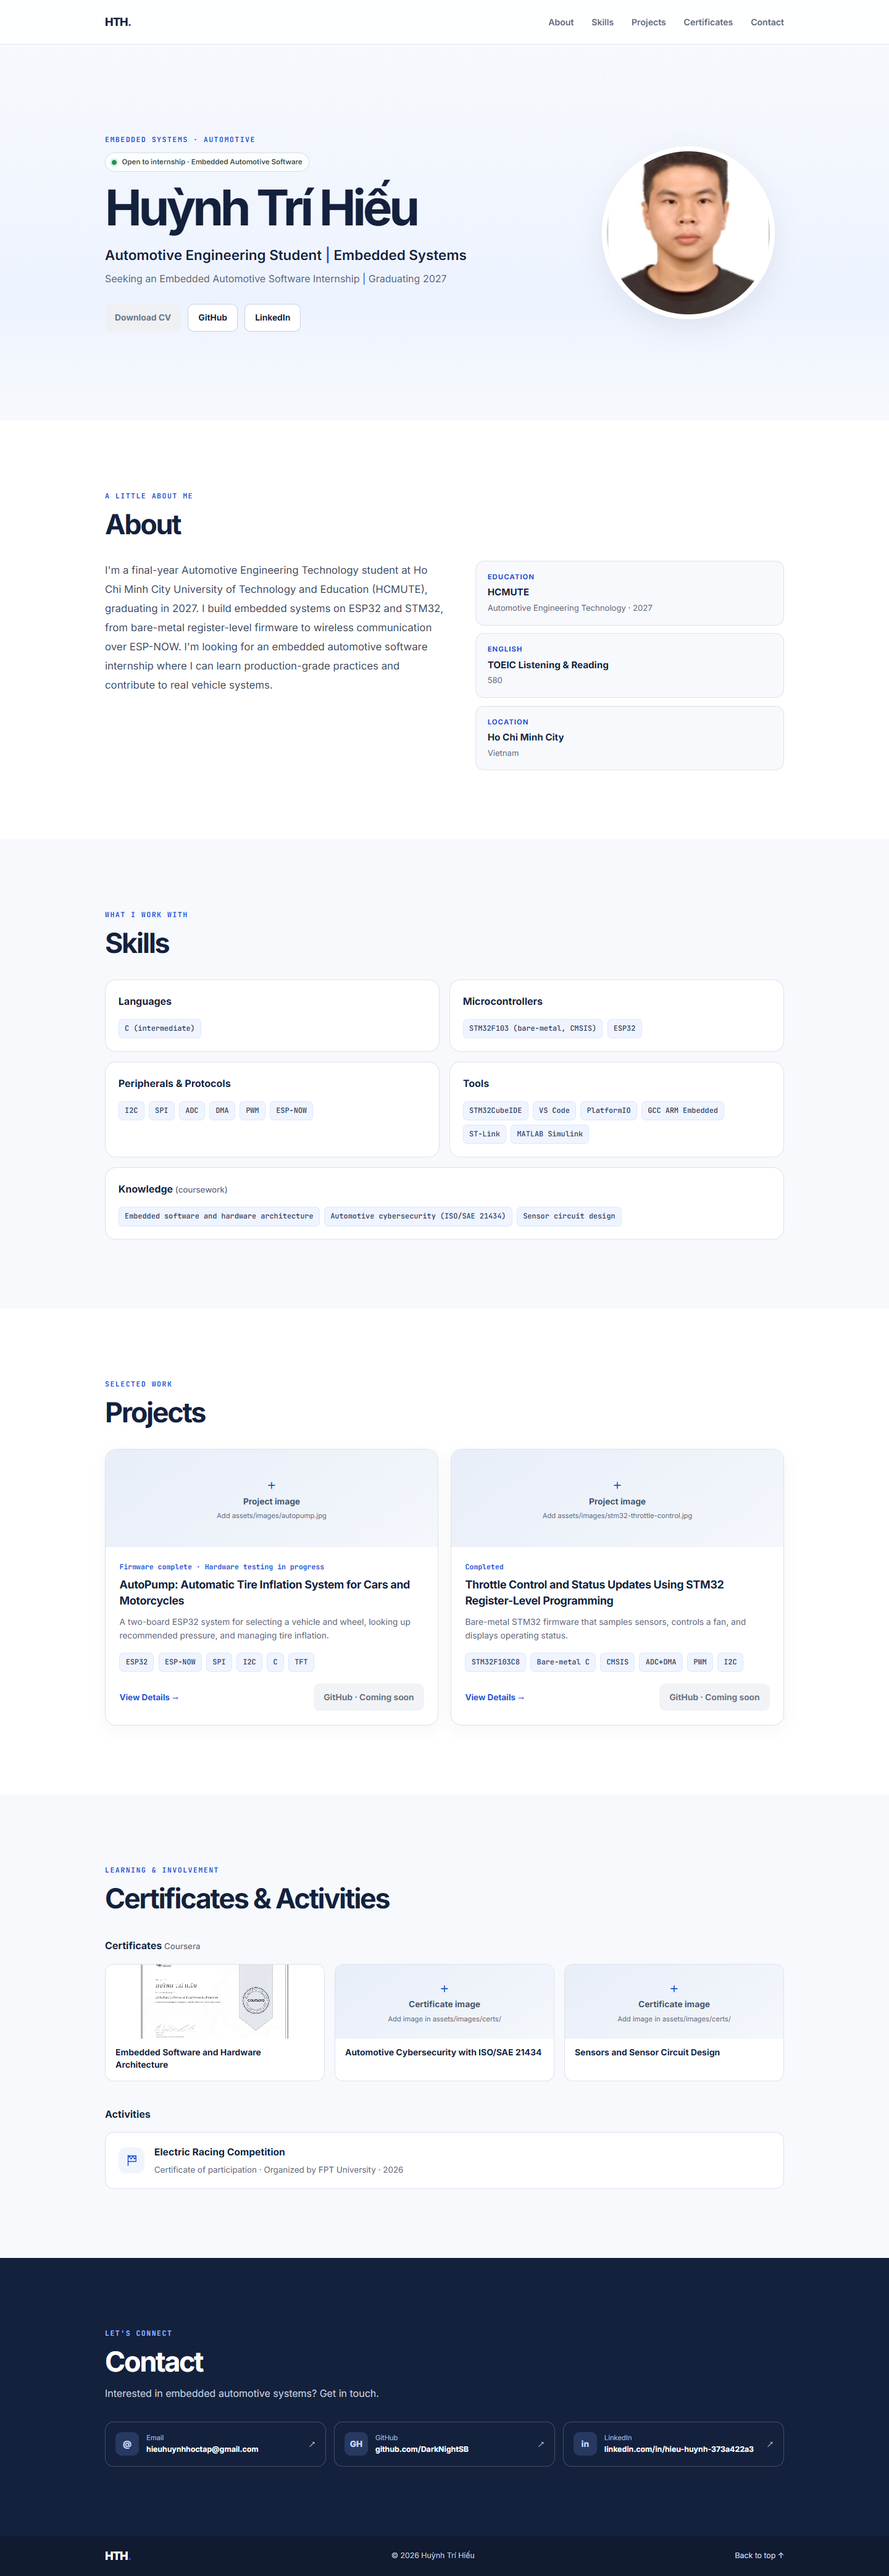 HTH.
About Skills Projects Certificates Contact
EMBEDDED SYSTEMS · AUTOMOTIVE
Open to internship · Embedded Automotive Software
Huỳnh Trí Hiếu
Automotive Engineering Student | Embedded Systems
Seeking an Embedded Automotive Software Internship | Graduating 2027
Download CV GitHub LinkedIn
A LITTLE ABOUT ME
About
I'm a final-year Automotive Engineering Technology student at Ho
Chi Minh City University of Technology and Education (HCMUTE),
graduating in 2027. I build embedded systems on ESP32 and STM32,
from bare-metal register-level firmware to wireless communication
over ESP-NOW. I'm looking for an embedded automotive software
internship where I can learn production-grade practices and
contribute to real vehicle systems.
EDUCATION
HCMUTE
Automotive Engineering Technology · 2027
ENGLISH
TOEIC Listening & Reading
580
LOCATION
Ho Chi Minh City
Vietnam
WHAT I WORK WITH
Skills
Languages
C (intermediate)
Microcontrollers
STM32F103 (bare-metal, CMSIS) ESP32
Peripherals & Protocols
I2C SPI ADC DMA PWM ESP-NOW
Tools
STM32CubeIDE VS Code PlatformIO GCC ARM Embedded
ST-Link MATLAB Simulink
Knowledge (coursework)
Embedded software and hardware architecture Automotive cybersecurity (ISO/SAE 21434) Sensor circuit design
SELECTED WORK
Projects
+
Project image
Add assets/images/autopump.jpg
Firmware complete · Hardware testing in progress
AutoPump: Automatic Tire Inflation System for Cars and
Motorcycles
A two-board ESP32 system for selecting a vehicle and wheel, looking up
recommended pressure, and managing tire inflation.
ESP32 ESP-NOW SPI I2C C TFT
View Details → GitHub · Coming soon
+
Project image
Add assets/images/stm32-throttle-control.jpg
Completed
Throttle Control and Status Updates Using STM32
Register-Level Programming
Bare-metal STM32 firmware that samples sensors, controls a fan, and
displays operating status.
STM32F103C8 Bare-metal C CMSIS ADC+DMA PWM I2C
View Details → GitHub · Coming soon
LEARNING & INVOLVEMENT
Certificates & Activities
Certificates Coursera
coursera
Embedded Software and Hardware
Architecture
+
Certificate image
Add image in assets/images/certs/
Automotive Cybersecurity with ISO/SAE 21434
+
Certificate image
Add image in assets/images/certs/
Sensors and Sensor Circuit Design
Activities
Electric Racing Competition
Certificate of participation · Organized by FPT University · 2026
LET'S CONNECT
Contact
Interested in embedded automotive systems? Get in touch.
@ Email
hieuhuynhhoctap@gmail.com ↗
GH GitHub
github.com/DarkNightSB ↗
in LinkedIn
linkedin.com/in/hieu-huynh-373a422a3 ↗
HTH.
© 2026 Huỳnh Trí Hiếu
Back to top ↑